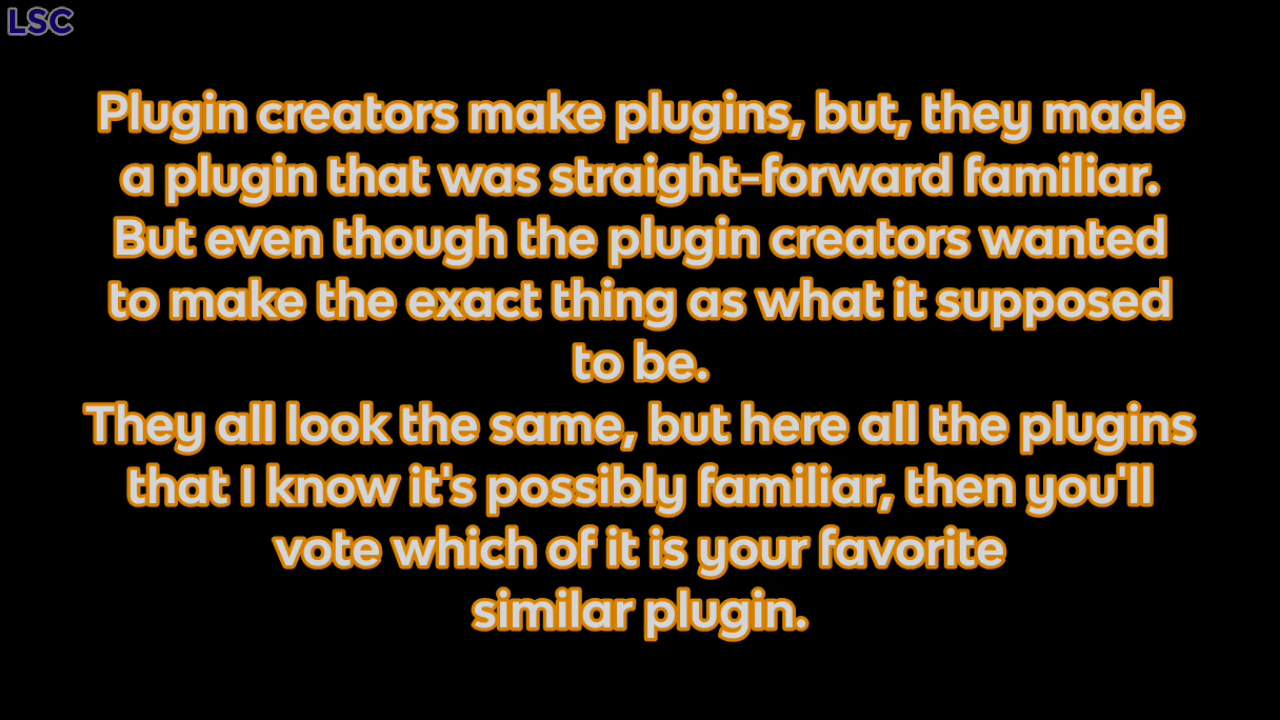 LSC
Plugin creators make plugins, but, they made
a plugin that was straight-forward familiar.
But even though the plugin creators wanted
to make the exact thing as what it supposed
to be.
They all look the same, but here all the plugins
that I know it's possibly familiar, then you'll
vote which of it is your favorite
similar plugin.